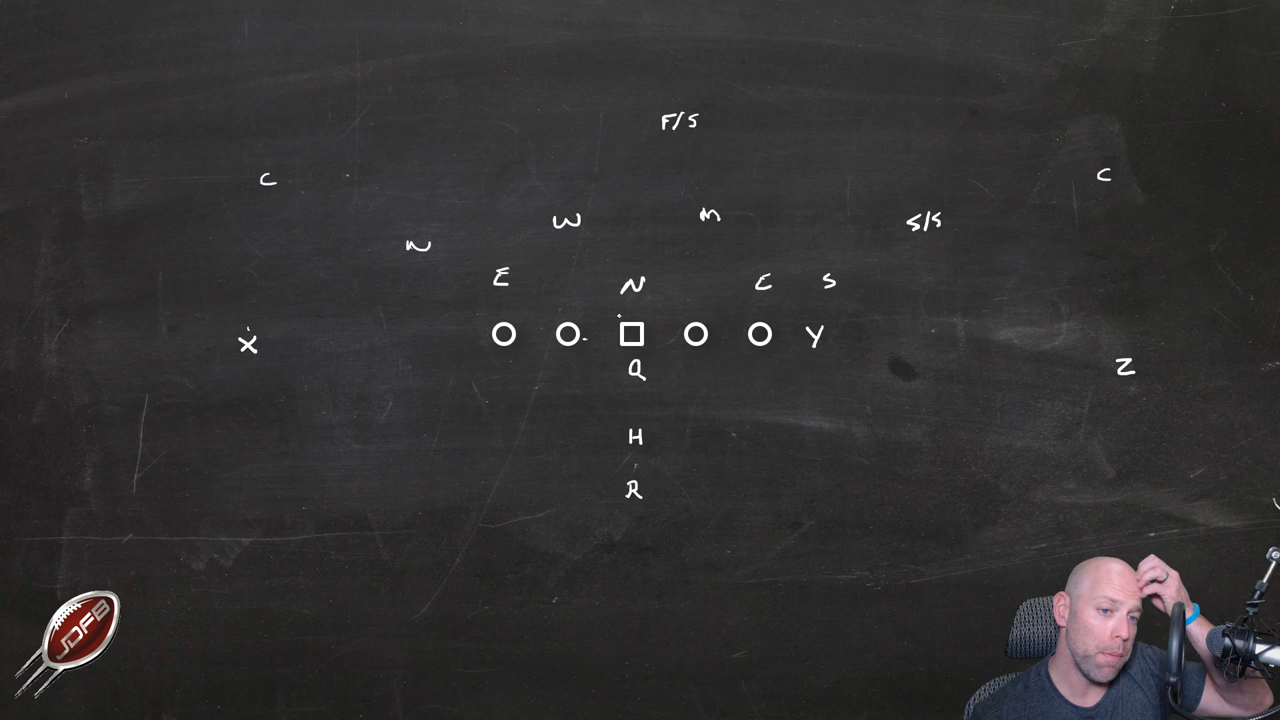 F/S
C C
W M S/S
N
E N E S
X Y Z
Q
H
R
JDFB